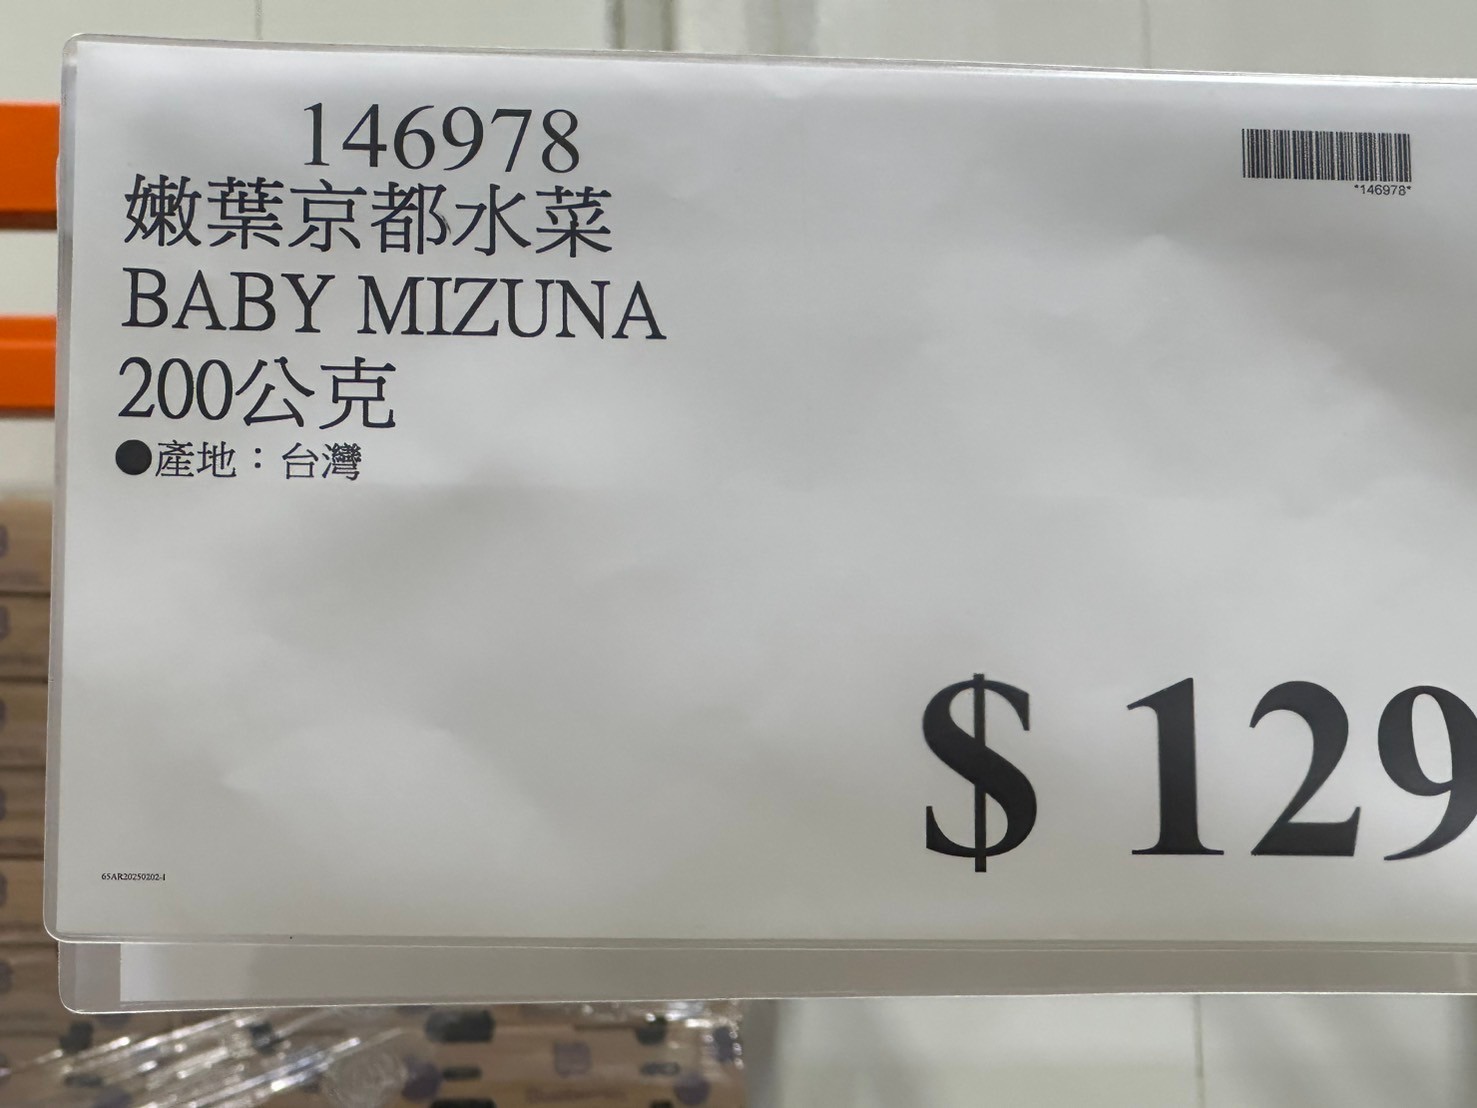 146978
*146978*
嫩葉京都水菜
BABY MIZUNA
200公克
●產地：台灣
$ 129
65AR20250202-1